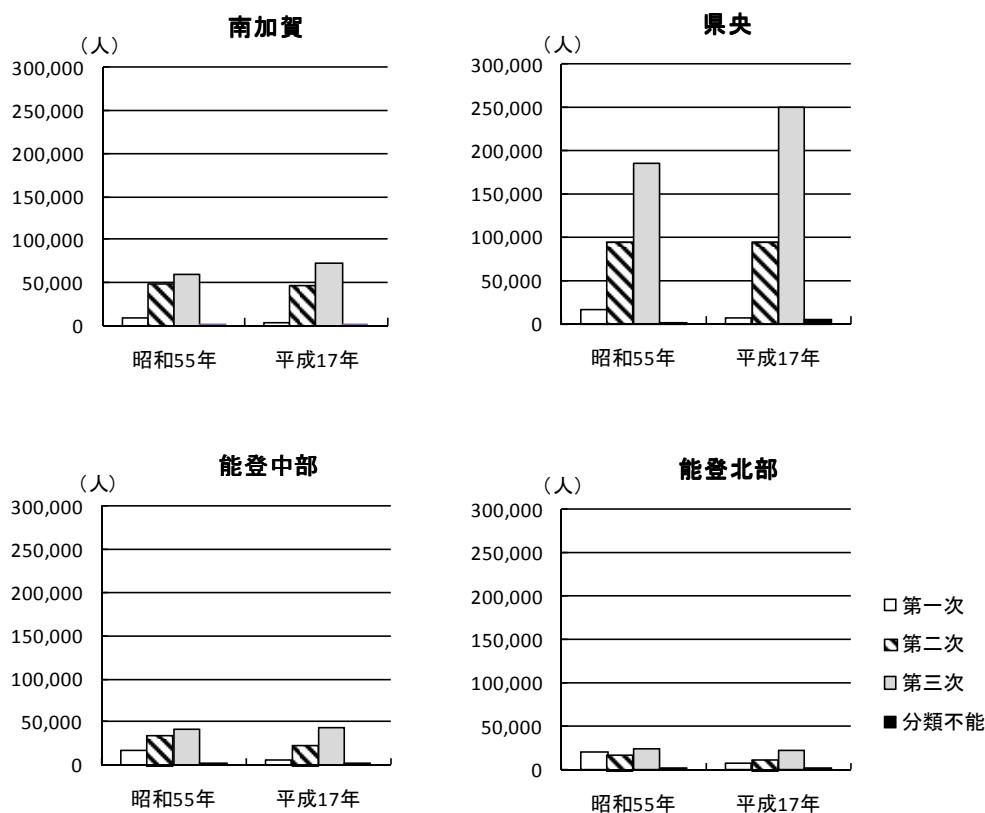 南加賀
（人）
300,000
250,000
200,000
150,000
100,000
50,000
0
昭和55年
平成17年
県央
（人）
300,000
250,000
200,000
150,000
100,000
50,000
0
昭和55年
平成17年
能登中部
（人）
300,000
250,000
200,000
150,000
100,000
50,000
0
昭和55年
平成17年
能登北部
（人）
300,000
250,000
200,000
150,000
100,000
50,000
0
昭和55年
平成17年
第一次
第二次
第三次
分類不能